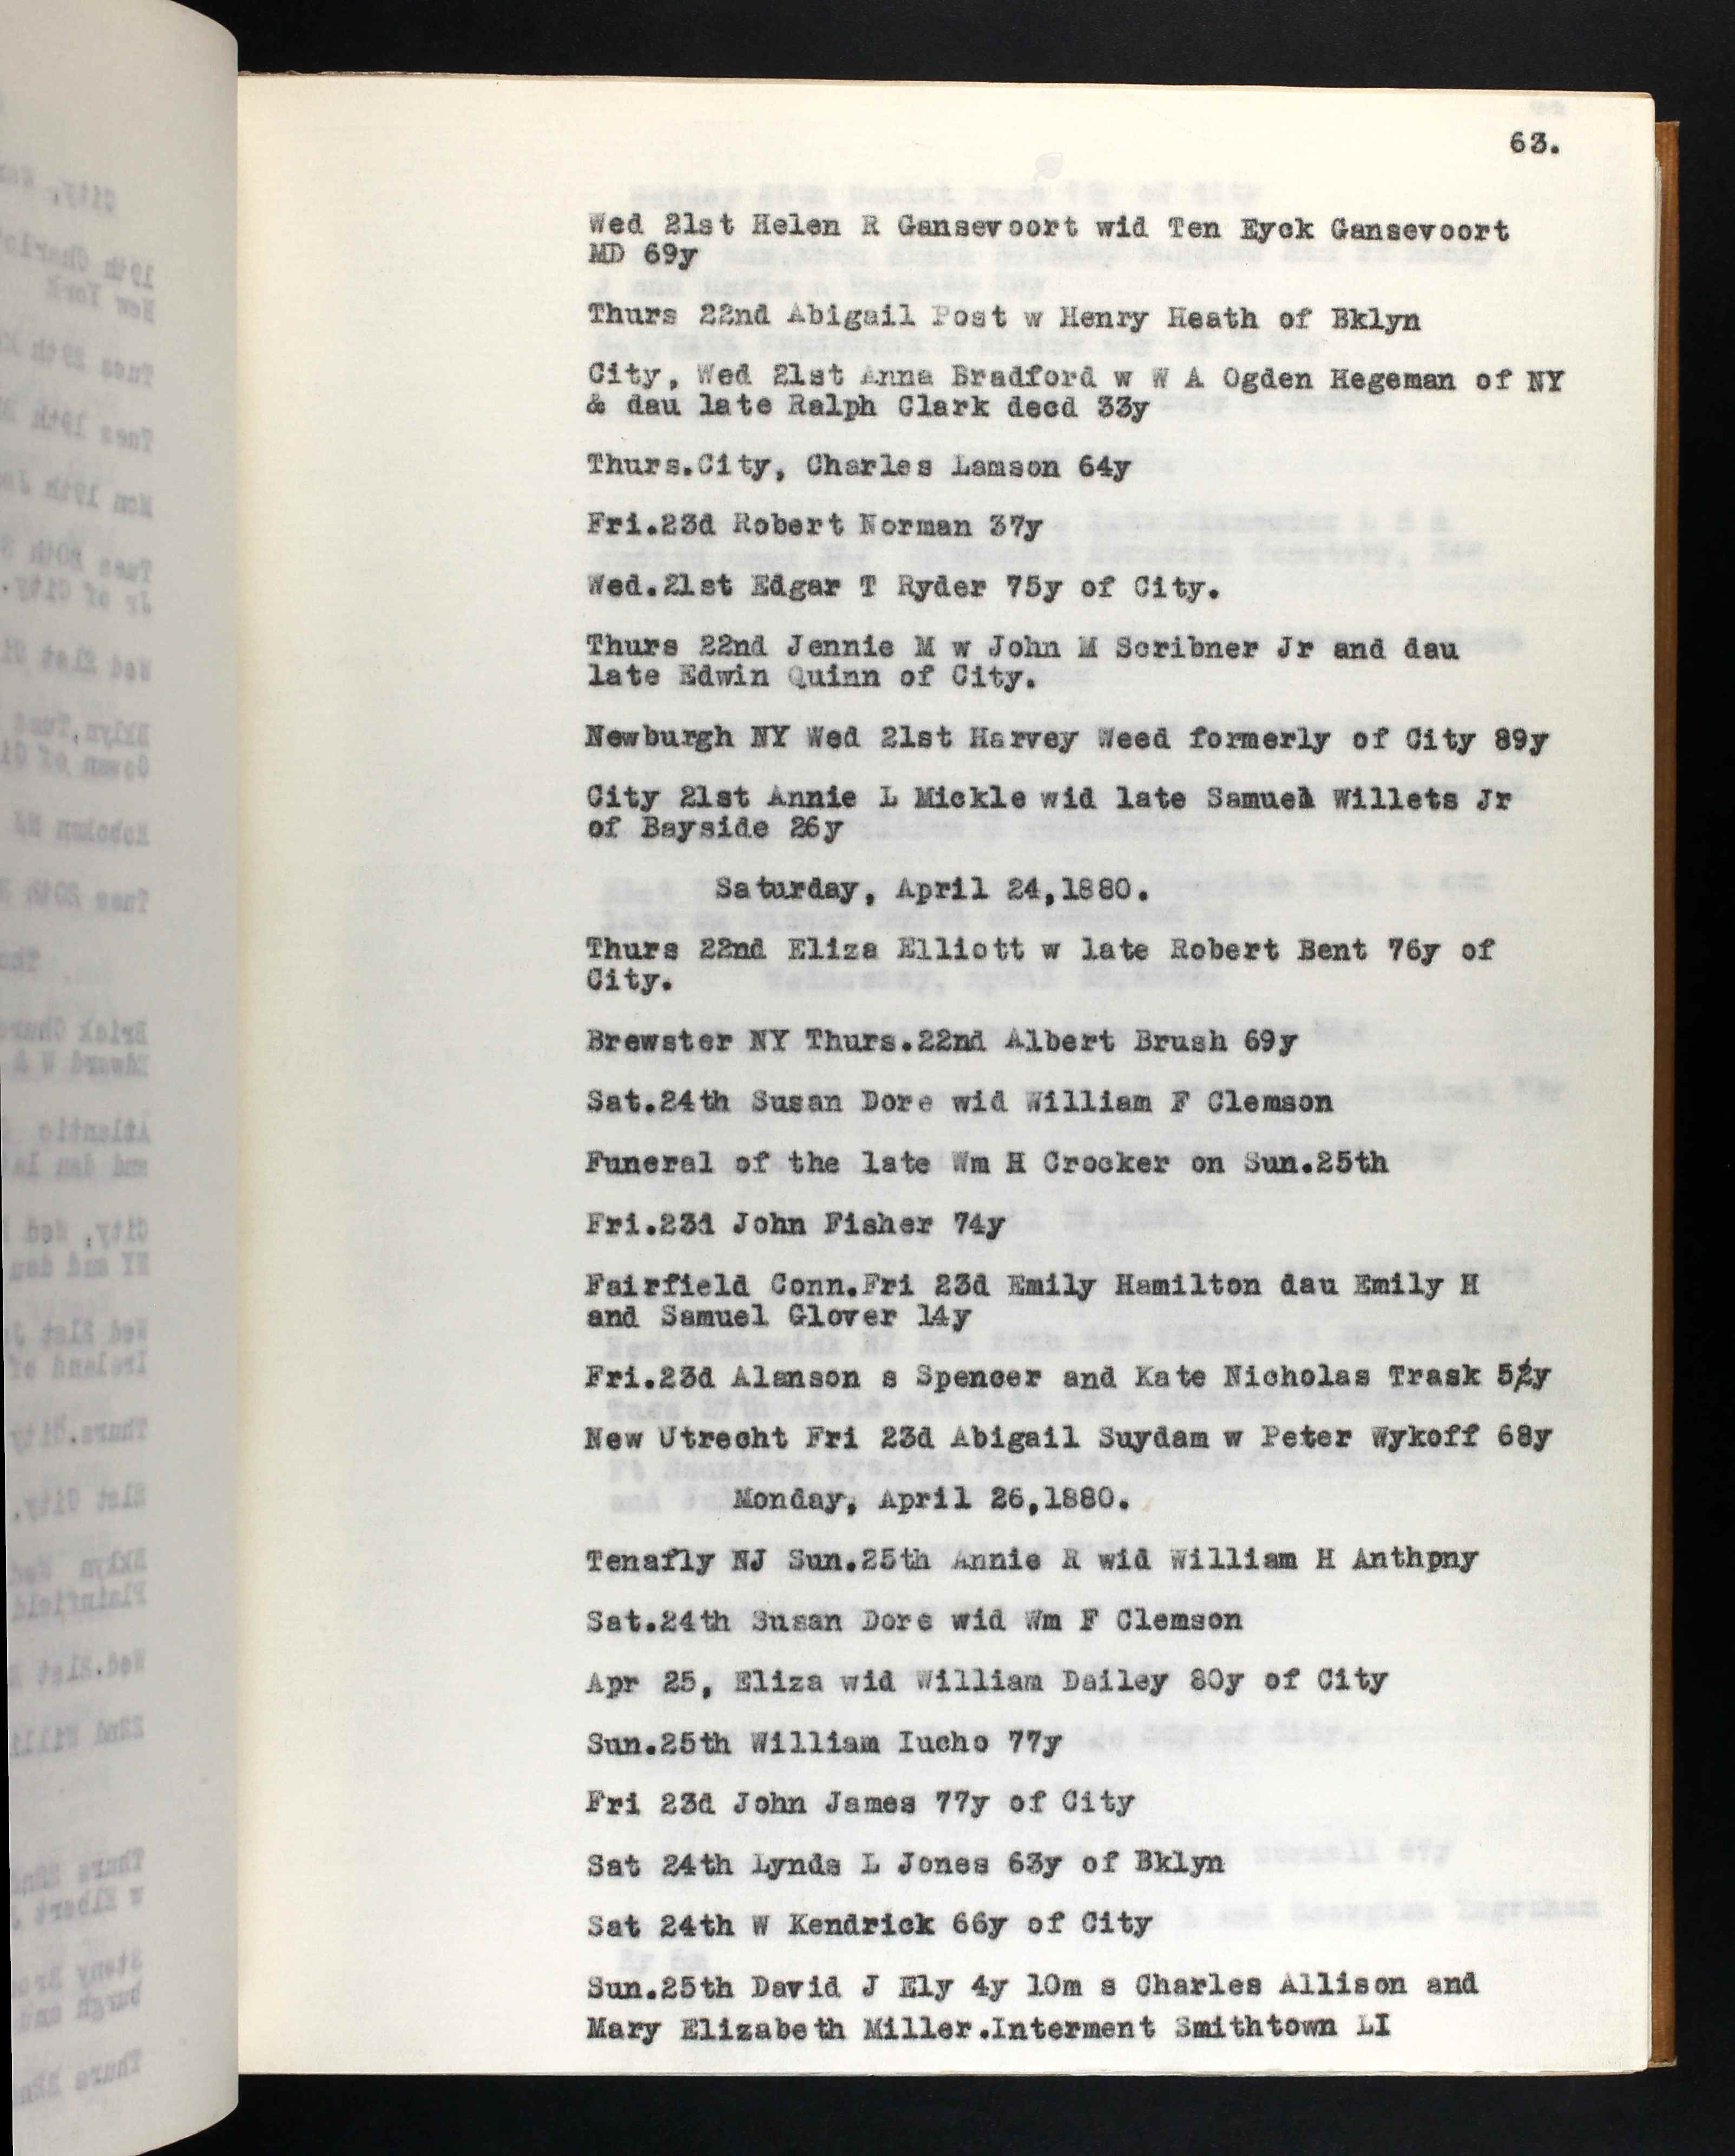 63.
Wed 21st Helen R Gansevoort wid Ten Eyck Gansevoort
MD 69y
Thurs 22nd Abigail Post w Henry Heath of Bklyn
City, Wed 21st Anna Bradford w W A Ogden Hegeman of NY
& dau late Ralph Clark decd 33y
Thurs.City, Charles Lamson 64y
Fri.23d Robert Norman 37y
Wed.21st Edgar T Ryder 75y of City.
Thurs 22nd Jennie M w John M Scribner Jr and dau
late Edwin Quinn of City.
Newburgh NY Wed 21st Harvey Weed formerly of City 89y
City 21st Annie L Mickle wid late Samuel Willets Jr
of Bayside 26y
Saturday, April 24,1880.
Thurs 22nd Eliza Elliott w late Robert Bent 76y of
City.
Brewster NY Thurs.22nd Albert Brush 69y
Sat.24th Susan Dore wid William F Clemson
Funeral of the late Wm H Crocker on Sun.25th
Fri.23d John Fisher 74y
Fairfield Conn.Fri 23d Emily Hamilton dau Emily H
and Samuel Glover 14y
Fri.23d Alanson s Spencer and Kate Nicholas Trask
New Utrecht Fri 23d Abigail Suydam w Peter Wykoff 68y
Monday, April 26,1880.
Tenafly NJ Sun.25th Annie R wid William H Anthpny
Sat.24th Susan Dore wid Wm F Clemson
Apr 25, Eliza wid William Dailey 80y of City
Sun.25th William Iucho 77y
Fri 23d John James 77y of City
Sat 24th Lynds L Jones 63y of Bklyn
Sat 24th W Kendrick 66y of City
Sun.25th David J Ely 4y 10m s Charles Allison and
Mary Elizabeth Miller.Interment Smithtown LI